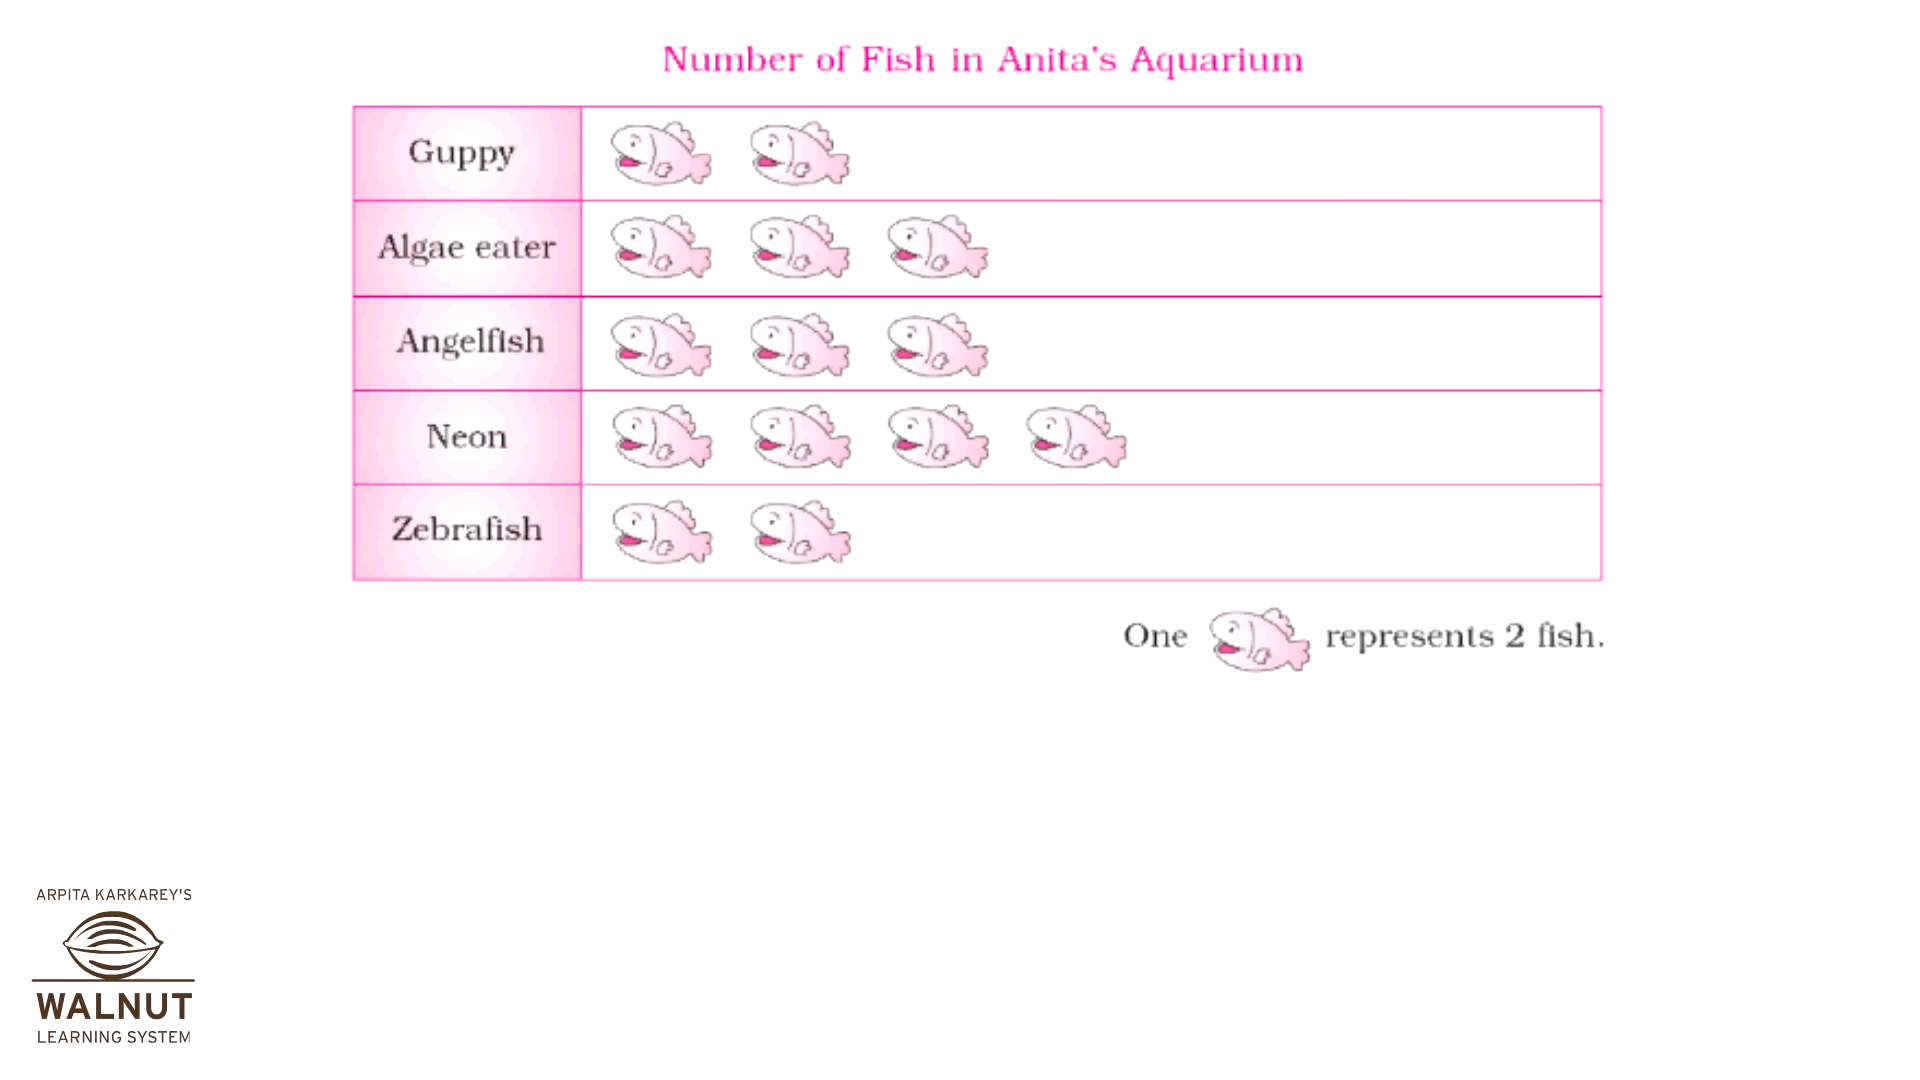 Number of Fish in Anita's Aquarium
Guppy
Algae eater
Angelfish
Neon
Zebrafish
One represents 2 fish.
ARPITA KARKAREY'S
WALNUT
LEARNING SYSTEM